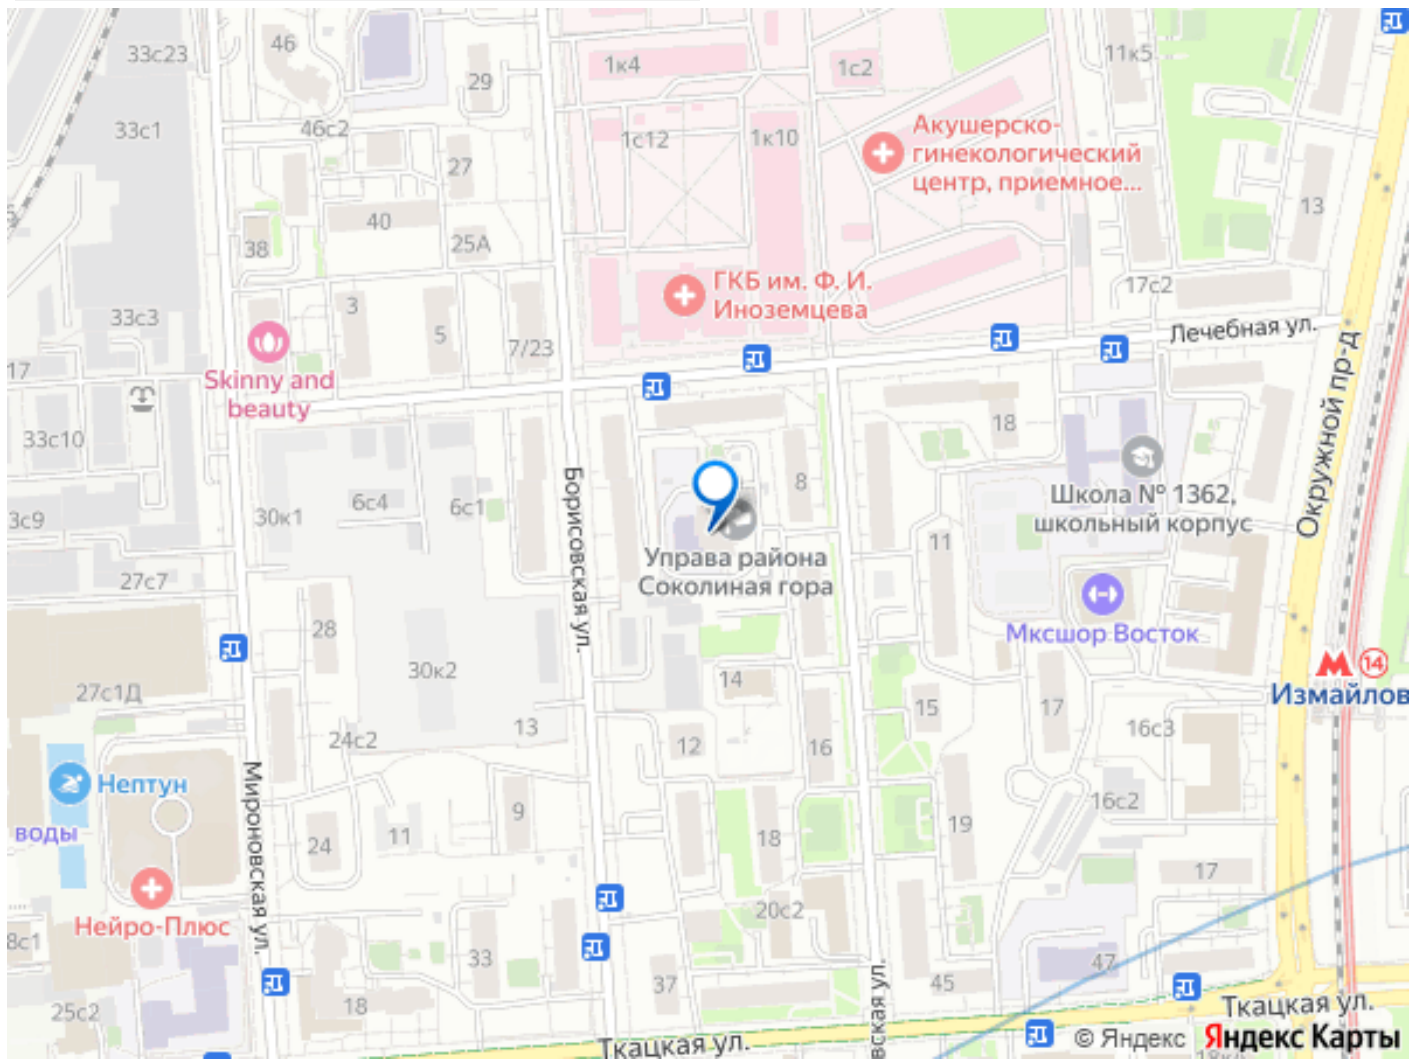 33с23
46
29
1к4
1с2
11к5
33с1
46с2
1с12
1к10
Акушерско-
гинекологический
центр, приемное...
27
40
25А
38
13
ГКБ им. Ф. И.
Иноземцева
17с2
33с3
3
5
7/23
Лечебная ул.
17
Skinny and
beauty
Окружной пр-д
33с10
18
8
6с4
6с1
30к1
Борисовская ул.
Школа № 1362,
школьный корпус
3с9
11
Управа района
Соколиная гора
27с7
28
Мксшор Восток
30к2
14
14
Измайлов
27с1Д
15
17
16с3
13
24с2
12
16
Нептун
Мироновская ул.
воды
9
11
24
18
19
16с2
17
Нейро-Плюс
20с2
8с1
33
37
45
47
25с2
18
вская ул.
Ткацкая ул.
Ткацкая ул.
© Яндекс Яндекс Карты